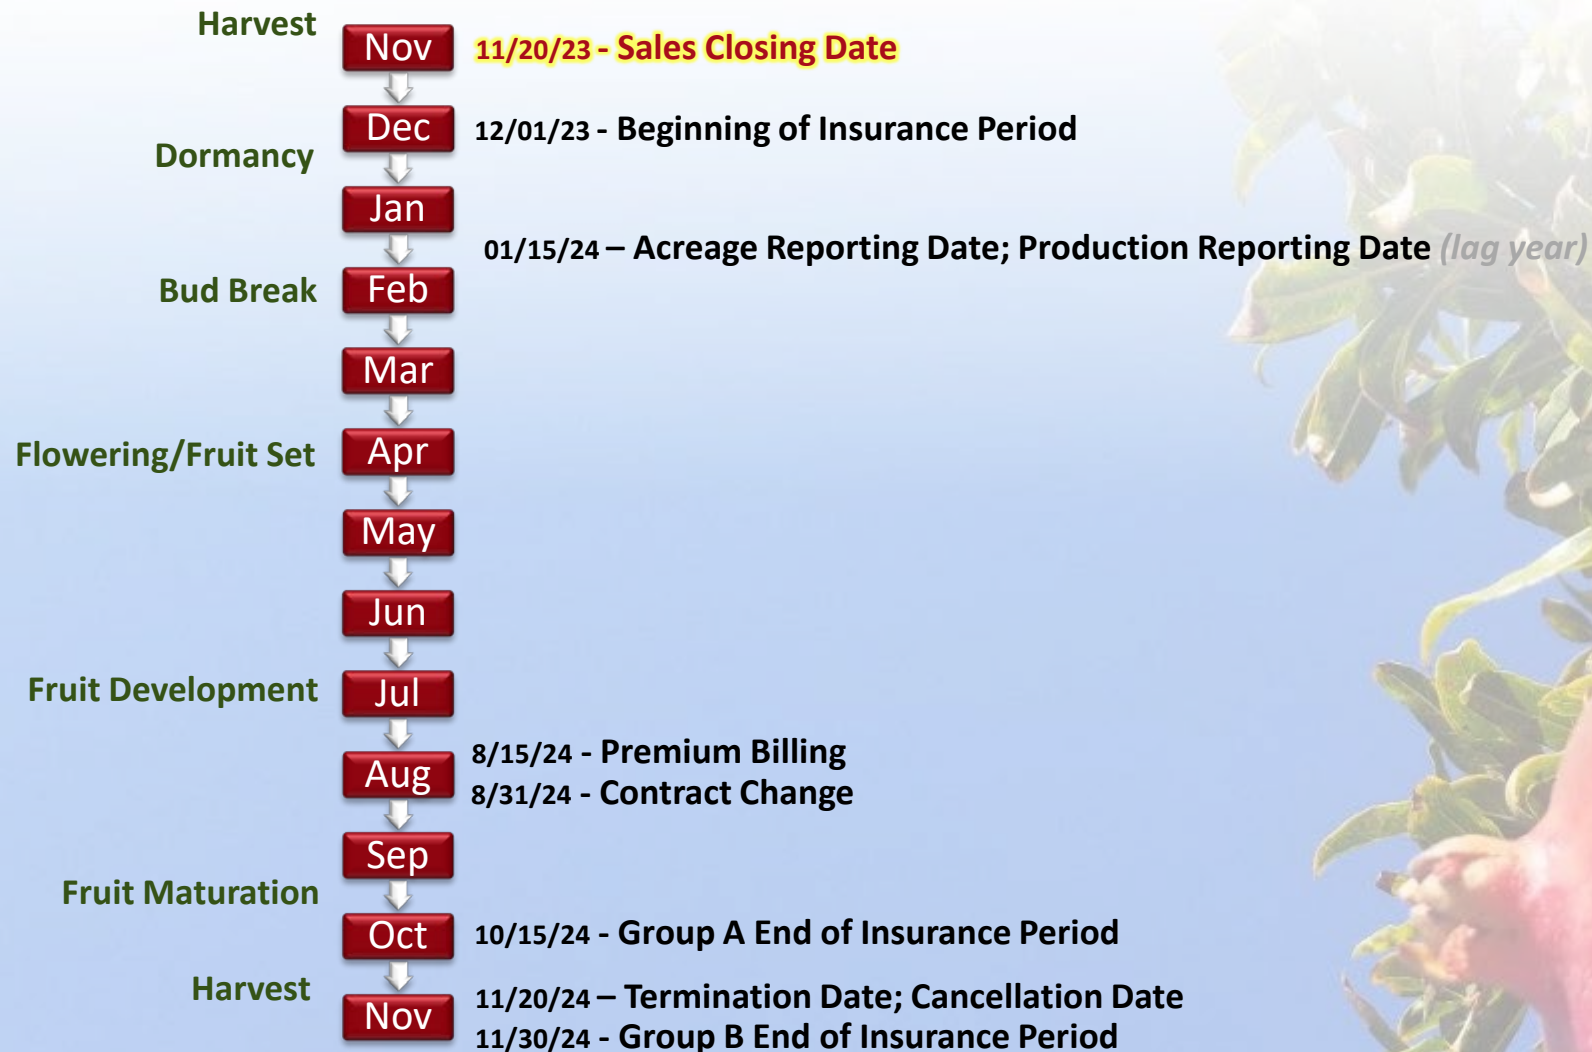 Harvest
Nov 11/20/23 - Sales Closing Date
Dec 12/01/23 - Beginning of Insurance Period
Dormancy
Jan
01/15/24 – Acreage Reporting Date; Production Reporting Date (lag year)
Bud Break Feb
Mar
Flowering/Fruit Set Apr
May
Jun
Fruit Development Jul
8/15/24 - Premium Billing
Aug
8/31/24 - Contract Change
Sep
Fruit Maturation
Oct 10/15/24 - Group A End of Insurance Period
Harvest
11/20/24 – Termination Date; Cancellation Date
Nov
11/30/24 - Group B End of Insurance Period